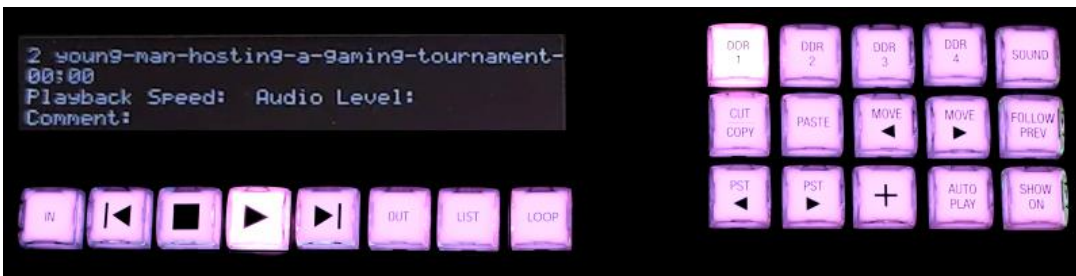 2 young-man-hosting-a-gaming-tournament-
00:00
Playback Speed: Audio Level:
Comment:
IN
OUT
LIST
LOOP
DDR
1
DDR
2
DDR
3
DDR
4
SOUND
CUT
COPY
PASTE
MOVE
MOVE
FOLLOW
PREV
PST
PST
AUTO
PLAY
SHOW
ON